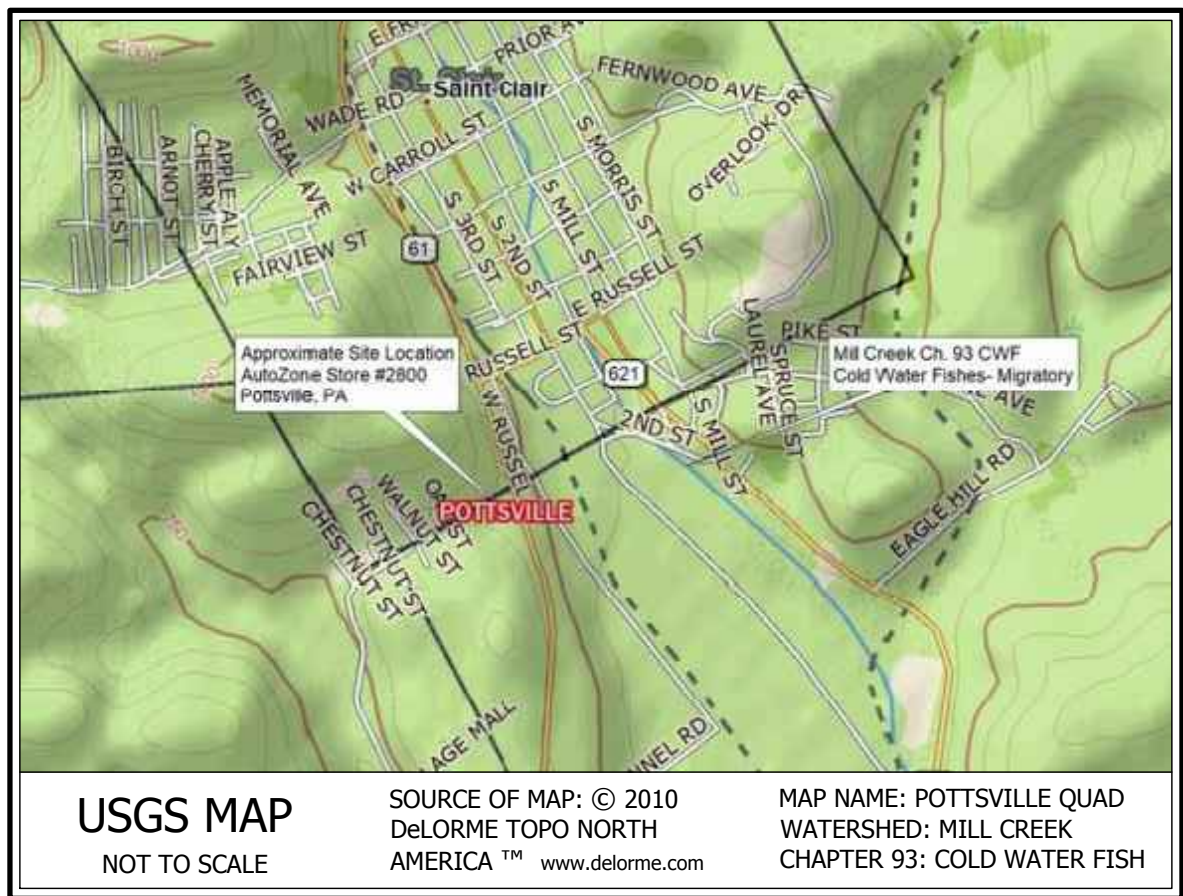 1000
E FR
PRIOR AV
St. Clair
Saint Clair
FERNWOOD AVE
WADE RD
MEMORIAL AVE
W CARROLL ST
S MORRIS ST
OVERLOOK DR
BIRCH ST
ARNOT ST
CHERRY ST
APPLE ALY
FAIRVIEW ST
61
S 3RD ST
S 2ND ST
S MILL ST
E RUSSELL ST
Approximate Site Location
AutoZone Store #2800
Pottsville, PA
RUSSELL ST
621
LAUREL AVE
SPRUCE ST
PIKE ST
Mill Creek Ch. 93 CWF
Cold Water Fishes- Migratory
AVE
W RUSSEL
2ND ST
S MILL ST
EAGLE HILL RD
POTTSVILLE
OAK ST
WALNUT ST
CHESTNUT ST
CHESTNUT ST
LAGE MALL
NNEL RD
USGS MAP
NOT TO SCALE
SOURCE OF MAP: © 2010
DeLORME TOPO NORTH
AMERICA ™ www.delorme.com
MAP NAME: POTTSVILLE QUAD
WATERSHED: MILL CREEK
CHAPTER 93: COLD WATER FISH